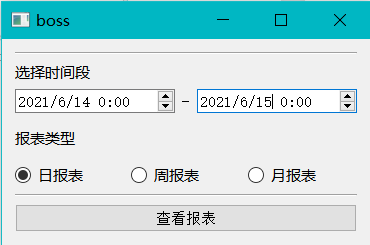 boss
选择时间段
2021/6/14 0:00 - 2021/6/15 0:00
报表类型
日报表 周报表 月报表
查看报表